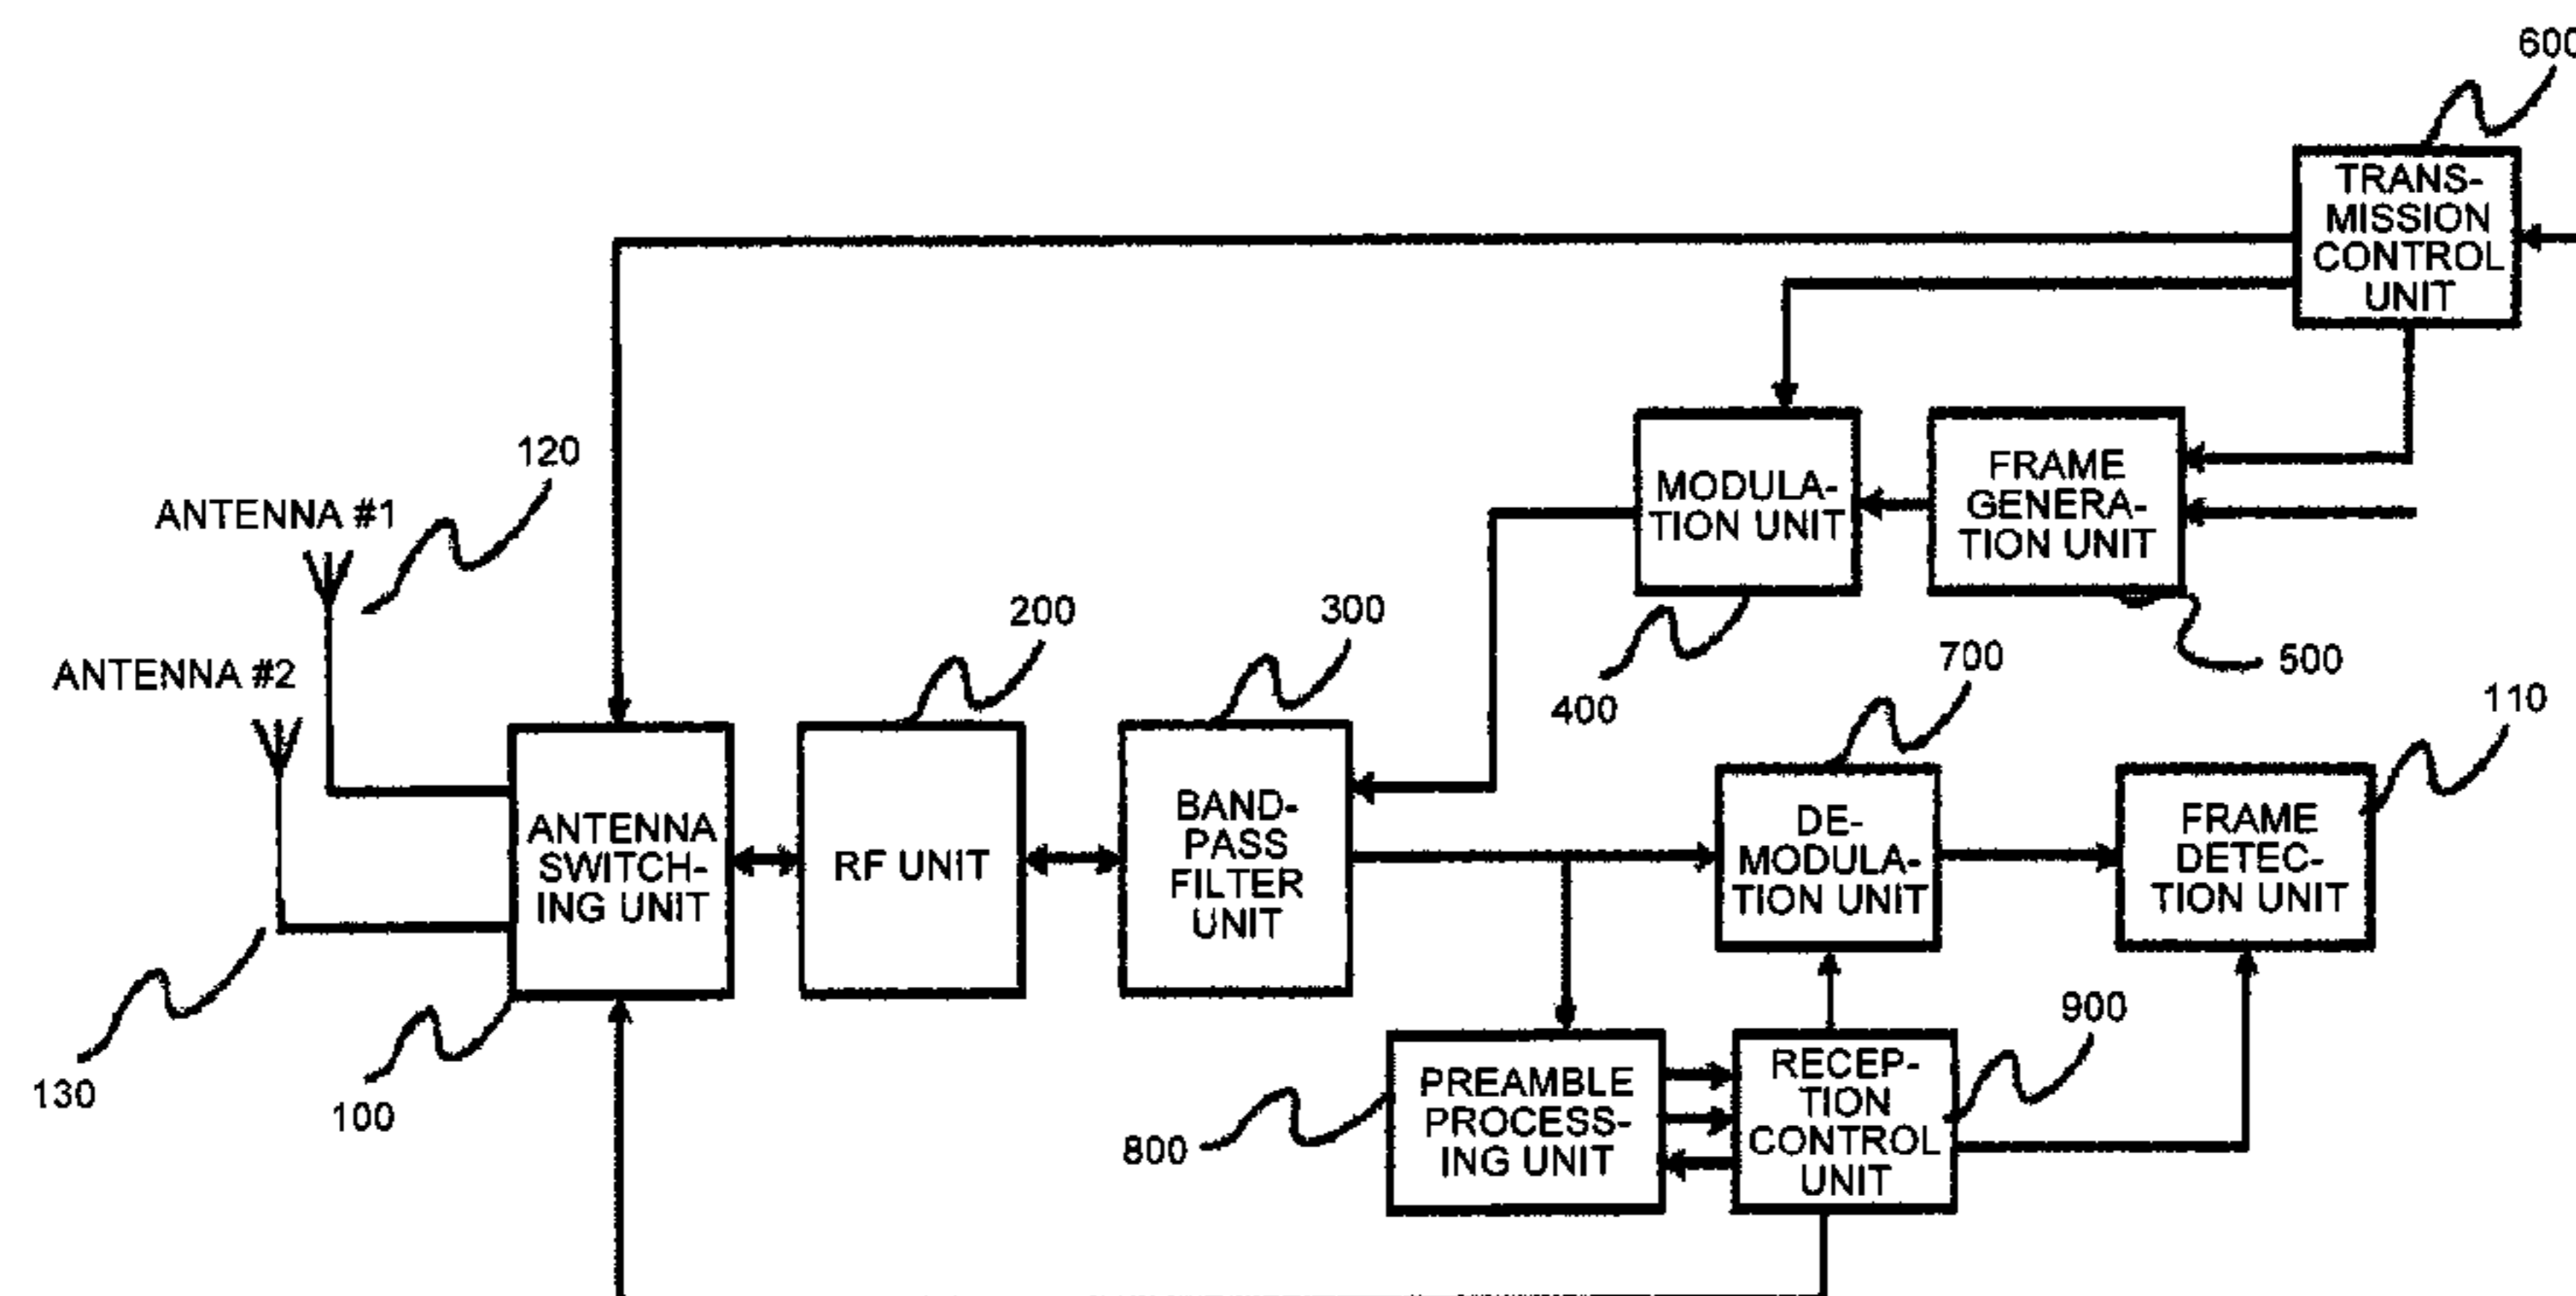 600
TRANS-
MISSION
CONTROL
UNIT
120
ANTENNA #1
MODULA-
TION UNIT
FRAME
GENERA-
TION UNIT
200
300
ANTENNA #2
400
700
500
110
ANTENNA
SWITCH-
ING UNIT
RF UNIT
BAND-
PASS
FILTER
UNIT
DE-
MODULA-
TION UNIT
FRAME
DETEC-
TION UNIT
900
130
100
800
PREAMBLE
PROCESS-
ING UNIT
RECEP-
TION
CONTROL
UNIT